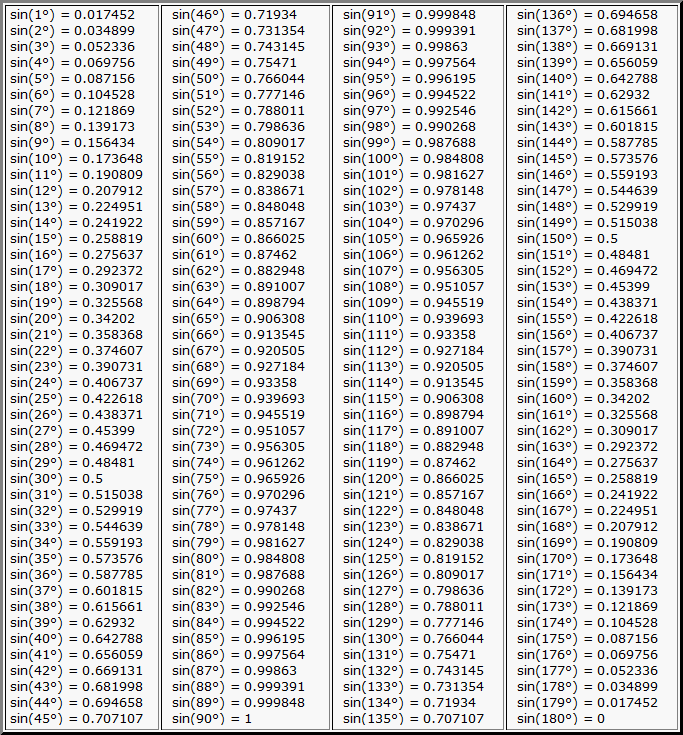 sin(1°) = 0.017452
sin(2°) = 0.034899
sin(3°) = 0.052336
sin(4°) = 0.069756
sin(5°) = 0.087156
sin(6°) = 0.104528
sin(7°) = 0.121869
sin(8°) = 0.139173
sin(9°) = 0.156434
sin(10°) = 0.173648
sin(11°) = 0.190809
sin(12°) = 0.207912
sin(13°) = 0.224951
sin(14°) = 0.241922
sin(15°) = 0.258819
sin(16°) = 0.275637
sin(17°) = 0.292372
sin(18°) = 0.309017
sin(19°) = 0.325568
sin(20°) = 0.34202
sin(21°) = 0.358368
sin(22°) = 0.374607
sin(23°) = 0.390731
sin(24°) = 0.406737
sin(25°) = 0.422618
sin(26°) = 0.438371
sin(27°) = 0.45399
sin(28°) = 0.469472
sin(29°) = 0.48481
sin(30°) = 0.5
sin(31°) = 0.515038
sin(32°) = 0.529919
sin(33°) = 0.544639
sin(34°) = 0.559193
sin(35°) = 0.573576
sin(36°) = 0.587785
sin(37°) = 0.601815
sin(38°) = 0.615661
sin(39°) = 0.62932
sin(40°) = 0.642788
sin(41°) = 0.656059
sin(42°) = 0.669131
sin(43°) = 0.681998
sin(44°) = 0.694658
sin(45°) = 0.707107
sin(46°) = 0.71934
sin(47°) = 0.731354
sin(48°) = 0.743145
sin(49°) = 0.75471
sin(50°) = 0.766044
sin(51°) = 0.777146
sin(52°) = 0.788011
sin(53°) = 0.798636
sin(54°) = 0.809017
sin(55°) = 0.819152
sin(56°) = 0.829038
sin(57°) = 0.838671
sin(58°) = 0.848048
sin(59°) = 0.857167
sin(60°) = 0.866025
sin(61°) = 0.87462
sin(62°) = 0.882948
sin(63°) = 0.891007
sin(64°) = 0.898794
sin(65°) = 0.906308
sin(66°) = 0.913545
sin(67°) = 0.920505
sin(68°) = 0.927184
sin(69°) = 0.93358
sin(70°) = 0.939693
sin(71°) = 0.945519
sin(72°) = 0.951057
sin(73°) = 0.956305
sin(74°) = 0.961262
sin(75°) = 0.965926
sin(76°) = 0.970296
sin(77°) = 0.97437
sin(78°) = 0.978148
sin(79°) = 0.981627
sin(80°) = 0.984808
sin(81°) = 0.987688
sin(82°) = 0.990268
sin(83°) = 0.992546
sin(84°) = 0.994522
sin(85°) = 0.996195
sin(86°) = 0.997564
sin(87°) = 0.99863
sin(88°) = 0.999391
sin(89°) = 0.999848
sin(90°) = 1
sin(91°) = 0.999848
sin(92°) = 0.999391
sin(93°) = 0.99863
sin(94°) = 0.997564
sin(95°) = 0.996195
sin(96°) = 0.994522
sin(97°) = 0.992546
sin(98°) = 0.990268
sin(99°) = 0.987688
sin(100°) = 0.984808
sin(101°) = 0.981627
sin(102°) = 0.978148
sin(103°) = 0.97437
sin(104°) = 0.970296
sin(105°) = 0.965926
sin(106°) = 0.961262
sin(107°) = 0.956305
sin(108°) = 0.951057
sin(109°) = 0.945519
sin(110°) = 0.939693
sin(111°) = 0.93358
sin(112°) = 0.927184
sin(113°) = 0.920505
sin(114°) = 0.913545
sin(115°) = 0.906308
sin(116°) = 0.898794
sin(117°) = 0.891007
sin(118°) = 0.882948
sin(119°) = 0.87462
sin(120°) = 0.866025
sin(121°) = 0.857167
sin(122°) = 0.848048
sin(123°) = 0.838671
sin(124°) = 0.829038
sin(125°) = 0.819152
sin(126°) = 0.809017
sin(127°) = 0.798636
sin(128°) = 0.788011
sin(129°) = 0.777146
sin(130°) = 0.766044
sin(131°) = 0.75471
sin(132°) = 0.743145
sin(133°) = 0.731354
sin(134°) = 0.71934
sin(135°) = 0.707107
sin(136°) = 0.694658
sin(137°) = 0.681998
sin(138°) = 0.669131
sin(139°) = 0.656059
sin(140°) = 0.642788
sin(141°) = 0.62932
sin(142°) = 0.615661
sin(143°) = 0.601815
sin(144°) = 0.587785
sin(145°) = 0.573576
sin(146°) = 0.559193
sin(147°) = 0.544639
sin(148°) = 0.529919
sin(149°) = 0.515038
sin(150°) = 0.5
sin(151°) = 0.48481
sin(152°) = 0.469472
sin(153°) = 0.45399
sin(154°) = 0.438371
sin(155°) = 0.422618
sin(156°) = 0.406737
sin(157°) = 0.390731
sin(158°) = 0.374607
sin(159°) = 0.358368
sin(160°) = 0.34202
sin(161°) = 0.325568
sin(162°) = 0.309017
sin(163°) = 0.292372
sin(164°) = 0.275637
sin(165°) = 0.258819
sin(166°) = 0.241922
sin(167°) = 0.224951
sin(168°) = 0.207912
sin(169°) = 0.190809
sin(170°) = 0.173648
sin(171°) = 0.156434
sin(172°) = 0.139173
sin(173°) = 0.121869
sin(174°) = 0.104528
sin(175°) = 0.087156
sin(176°) = 0.069756
sin(177°) = 0.052336
sin(178°) = 0.034899
sin(179°) = 0.017452
sin(180°) = 0